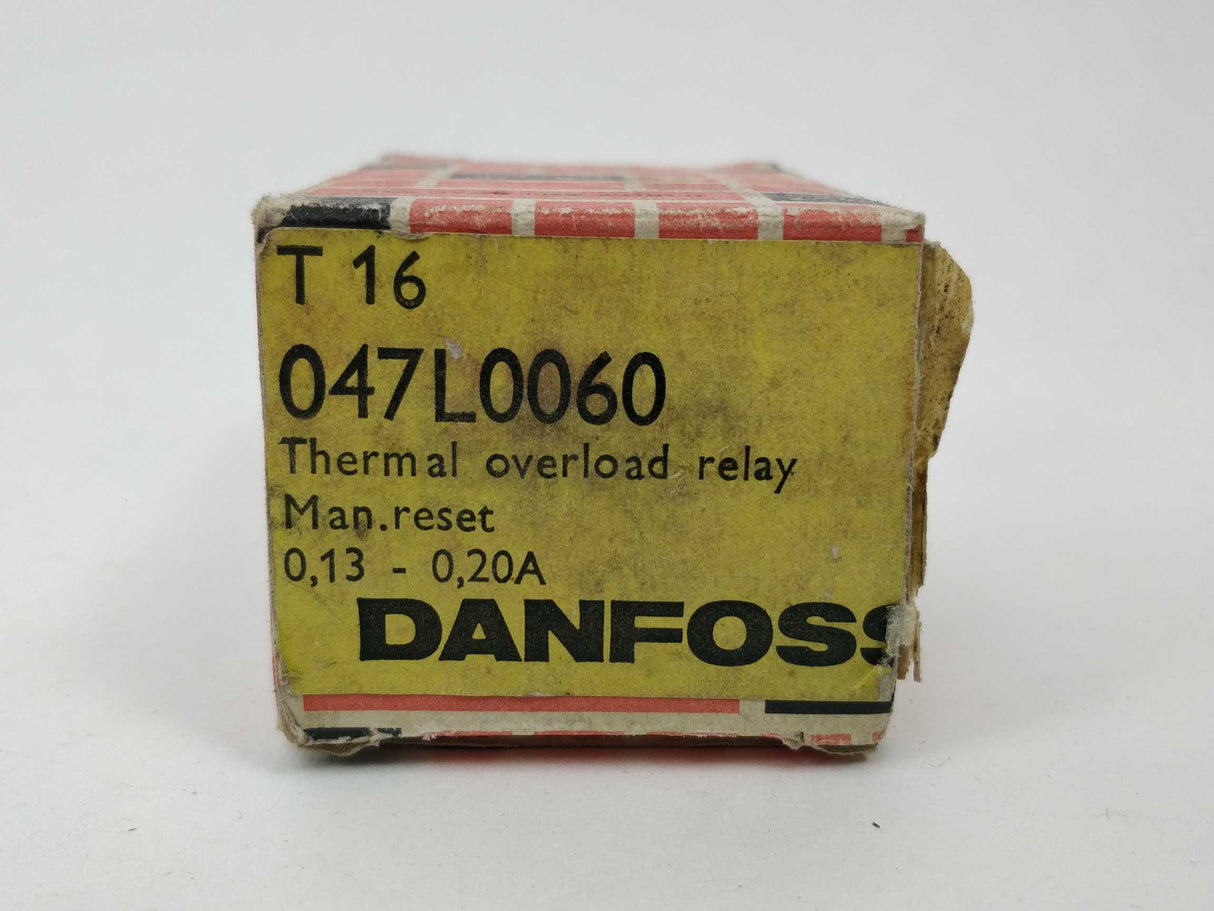 T 16
047L0060
Thermal overload relay
Man.reset
0,13 - 0,20A
DANFOSS